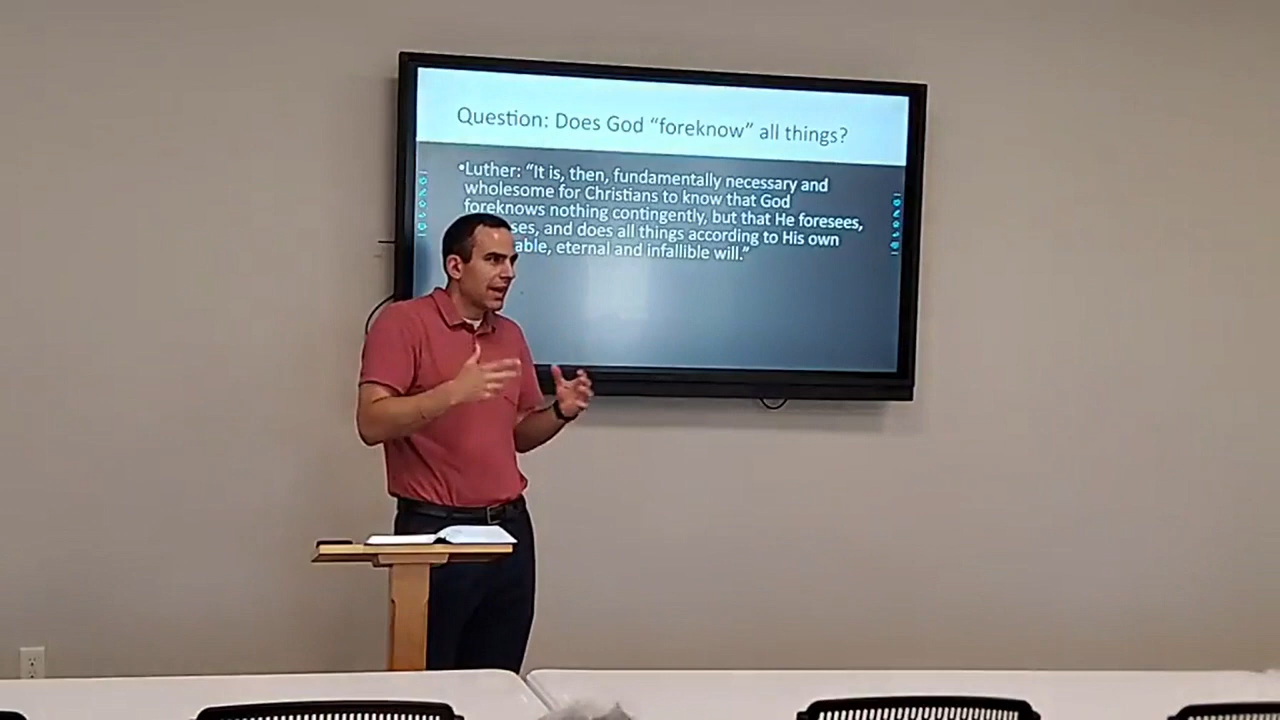 Question: Does God “foreknow” all things?
•Luther: “It is, then, fundamentally necessary and
wholesome for Christians to know that God
foreknows nothing contingently, but that He foresees,
and does all things according to His own
eternal and infallible will.”